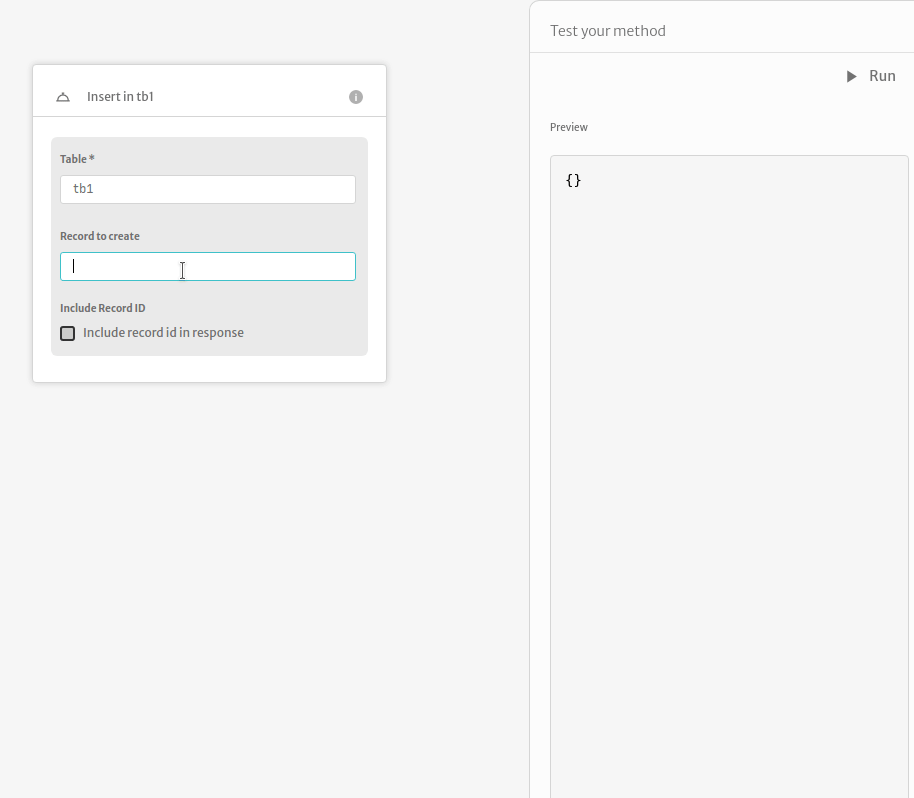 Insert in tb1
Table *
tb1
Record to create
Include Record ID
Include record id in response
Test your method
Run
Preview
{}